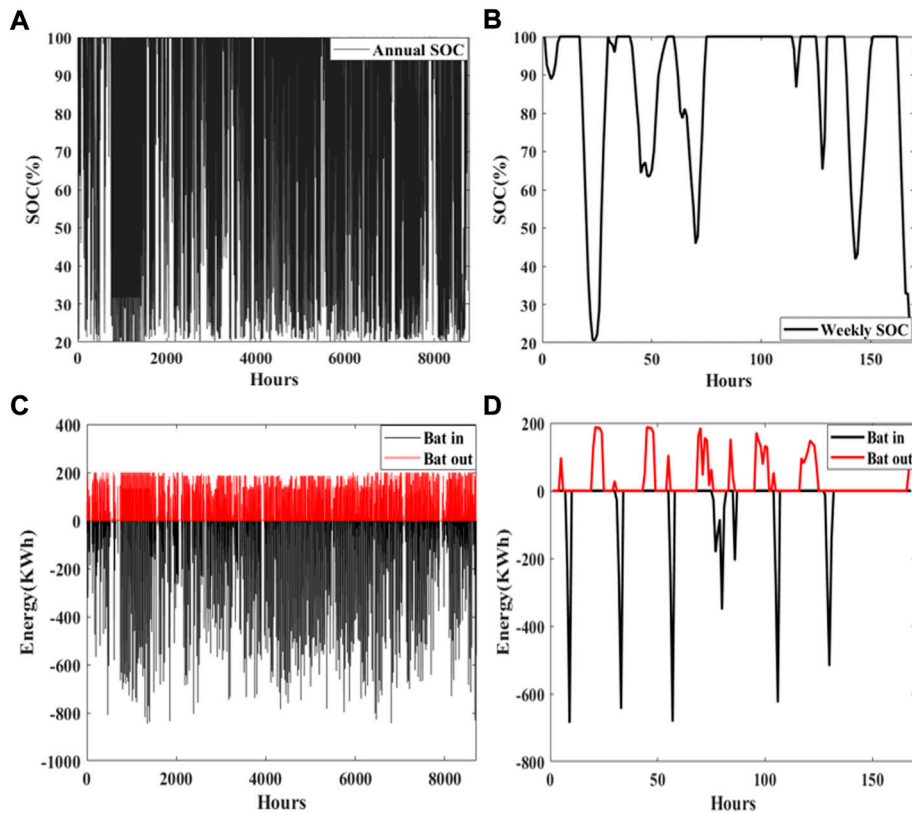 A
SOC(%)
100
90
80
70
60
50
40
30
20
Annual SOC
0
2000
4000
6000
8000
Hours
B
SOC(%)
100
90
80
70
60
50
40
30
20
Weekly SOC
0
50
100
150
Hours
C
Energy(KWh)
400
200
0
-200
-400
-600
-800
-1000
Bat in
Bat out
0
2000
4000
6000
8000
Hours
D
Energy(KWh)
200
0
-200
-400
-600
-800
Bat in
Bat out
0
50
100
150
Hours